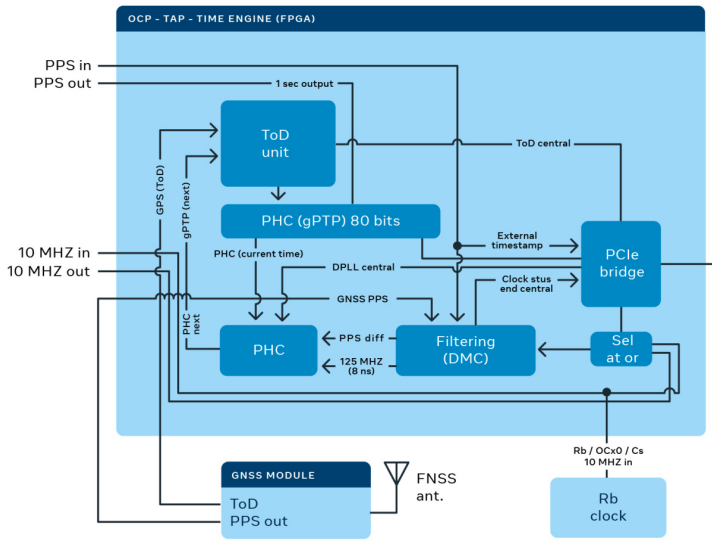 OCP - TAP - TIME ENGINE (FPGA)
PPS in
PPS out
1 sec output
ToD
unit
ToD central
GPS (ToD)
gPTP (next)
PHC (gPTP) 80 bits
External
timestamp
PCIe
bridge
10 MHZ in
10 MHZ out
PHC (current time)
DPLL central
Clock stus
end central
GNSS PPS
PHC
next
PHC
PPS diff
125 MHZ
(8 ns)
Filtering
(DMC)
Sel
at or
Rb / OCx0 / Cs
10 MHZ in
GNSS MODULE
ToD
PPS out
FNSS
ant.
Rb
clock